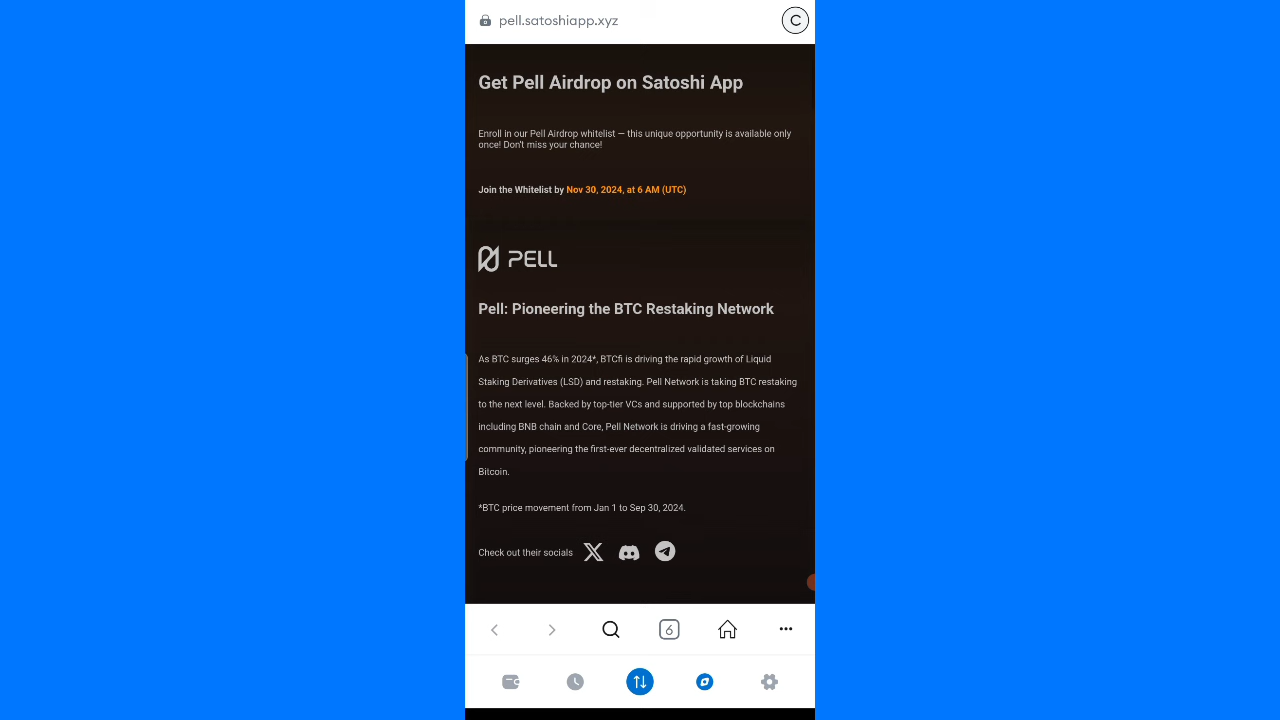 pell.satoshiapp.xyz
C
Get Pell Airdrop on Satoshi App
Enroll in our Pell Airdrop whitelist — this unique opportunity is available only
once! Don't miss your chance!
Join the Whitelist by Nov 30, 2024, at 6 AM (UTC)
PELL
Pell: Pioneering the BTC Restaking Network
As BTC surges 46% in 2024*, BTCfi is driving the rapid growth of Liquid
Staking Derivatives (LSD) and restaking. Pell Network is taking BTC restaking
to the next level. Backed by top-tier VCs and supported by top blockchains
including BNB chain and Core, Pell Network is driving a fast-growing
community, pioneering the first-ever decentralized validated services on
Bitcoin.
*BTC price movement from Jan 1 to Sep 30, 2024.
Check out their socials
6